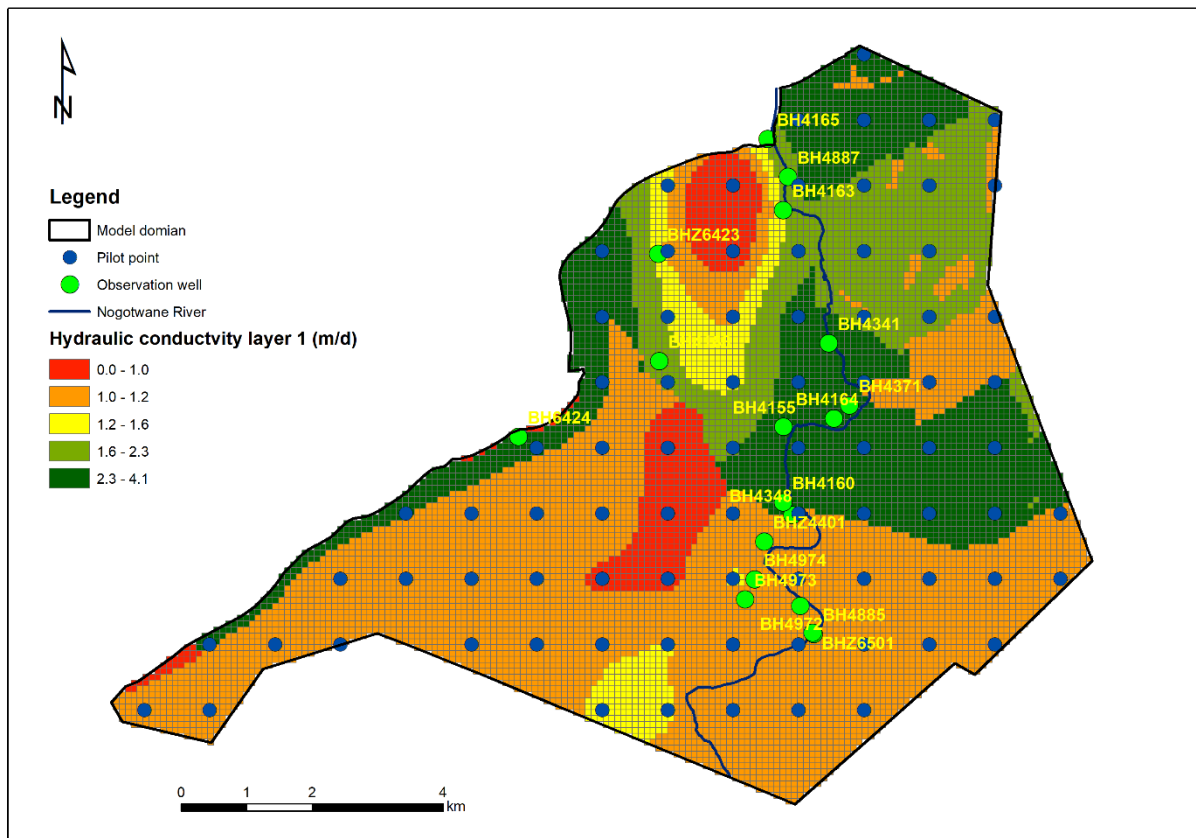 N
BH4165
BH4887
BH4163
BHZ6423
BH4341
BH4371
BH4164
BH4155
BH6424
BH4160
BH4348
BHZ4401
BH4974
BH4973
BH4885
BH4972
BHZ6501
Legend
Model domian
Pilot point
Observation well
Nogotwane River
Hydraulic conductvity layer 1 (m/d)
0.0 - 1.0
1.0 - 1.2
1.2 - 1.6
1.6 - 2.3
2.3 - 4.1
0 1 2 4
km